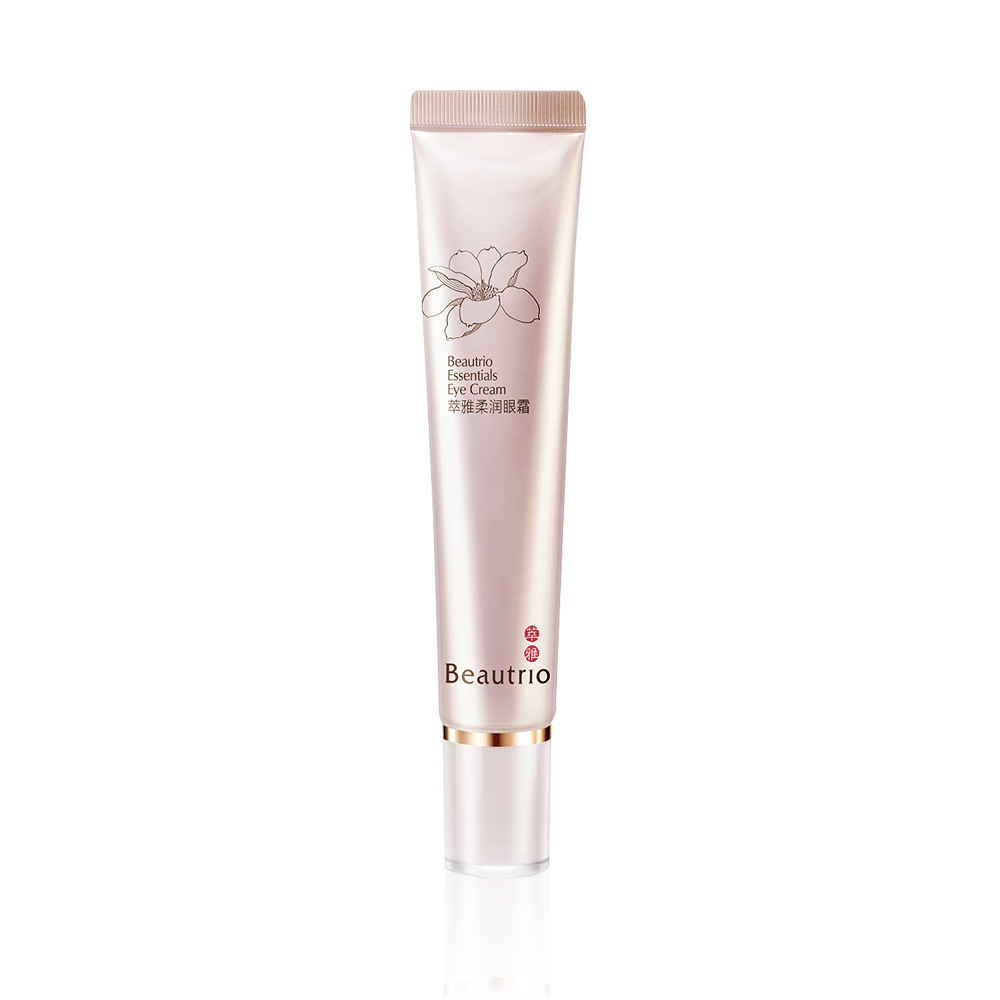 Beautrio
Essentials
Eye Cream
萃雅柔润眼霜
萃
雅
Beautrio